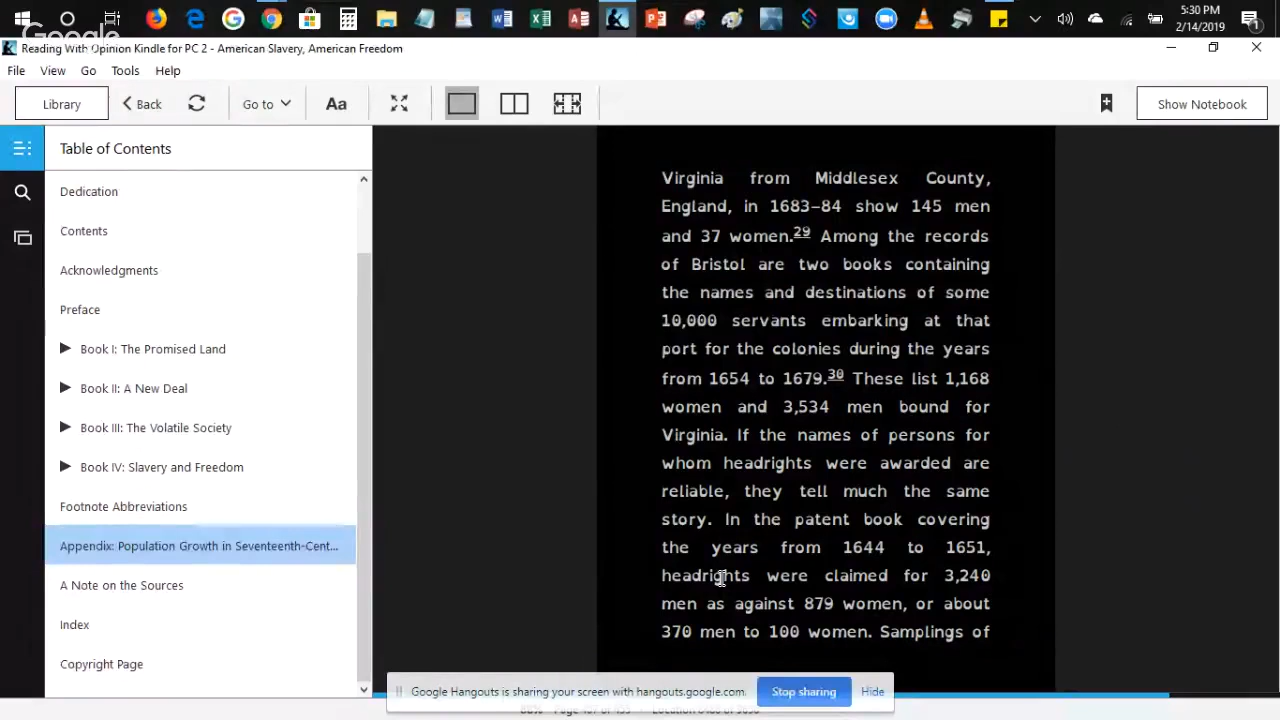 Google
5:30 PM
2/14/2019
Reading With Opinion Kindle for PC 2 - American Slavery, American Freedom
File View Go Tools Help
Library Back Go to Aa Show Notebook
Table of Contents
Dedication
Contents
Acknowledgments
Preface
Book I: The Promised Land
Book II: A New Deal
Book III: The Volatile Society
Book IV: Slavery and Freedom
Footnote Abbreviations
Appendix: Population Growth in Seventeenth-Cent...
A Note on the Sources
Index
Copyright Page
Virginia from Middlesex County,
England, in 1683–84 show 145 men
and 37 women.29 Among the records
of Bristol are two books containing
the names and destinations of some
10,000 servants embarking at that
port for the colonies during the years
from 1654 to 1679.30 These list 1,168
women and 3,534 men bound for
Virginia. If the names of persons for
whom headrights were awarded are
reliable, they tell much the same
story. In the patent book covering
the years from 1644 to 1651,
headrights were claimed for 3,240
men as against 879 women, or about
370 men to 100 women. Samplings of
Google Hangouts is sharing your screen with hangouts.google.com.
Stop sharing Hide